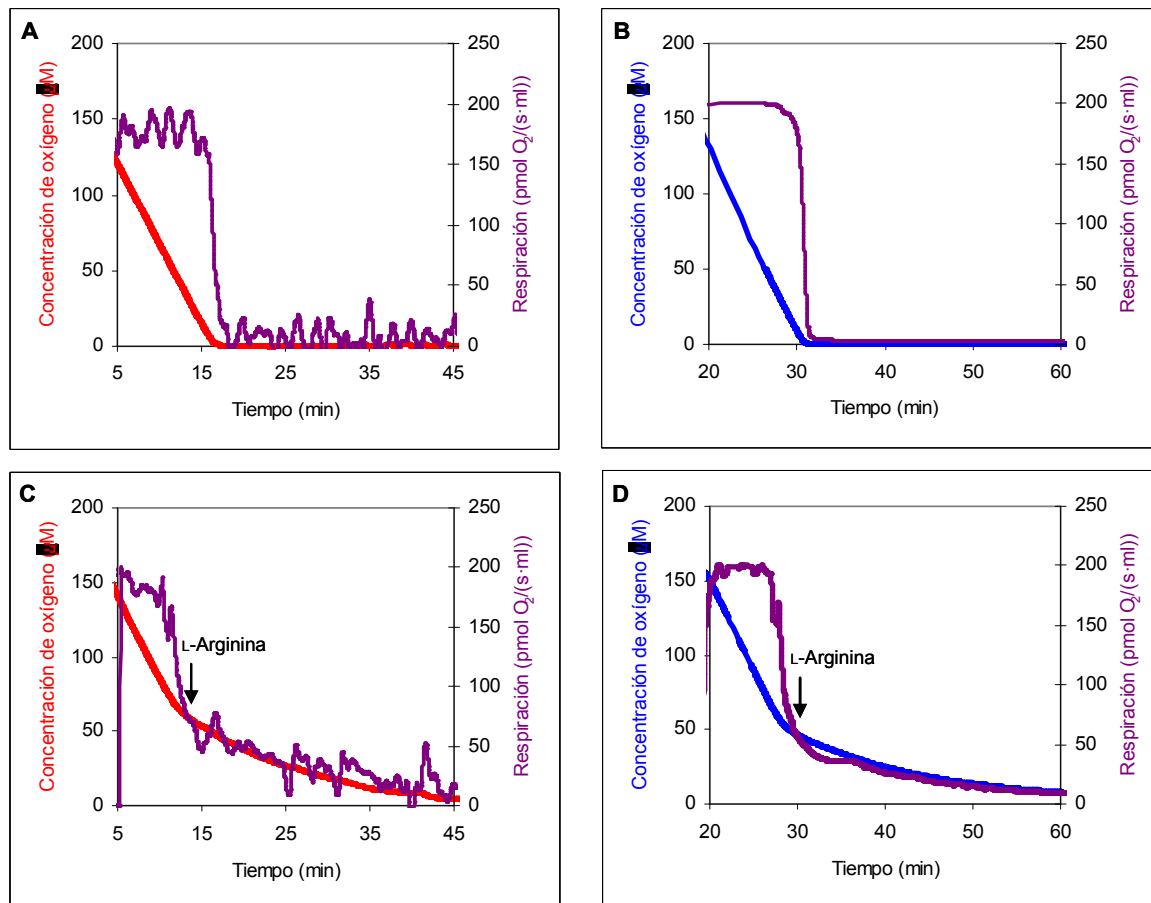 A
Concentración de oxígeno (μM)
200
150
100
50
0
5 15 25 35 45
Tiempo (min)
250
200
150
100
50
0
Respiración (pmol O₂/(s·ml))
B
Concentración de oxígeno (μM)
200
150
100
50
0
20 30 40 50 60
Tiempo (min)
250
200
150
100
50
0
Respiración (pmol O₂/(s·ml))
C
Concentración de oxígeno (μM)
200
150
100
50
0
5 15 25 35 45
Tiempo (min)
L-Arginina
250
200
150
100
50
0
Respiración (pmol O₂/(s·ml))
D
Concentración de oxígeno (μM)
200
150
100
50
0
20 30 40 50 60
Tiempo (min)
L-Arginina
250
200
150
100
50
0
Respiración (pmol O₂/(s·ml))